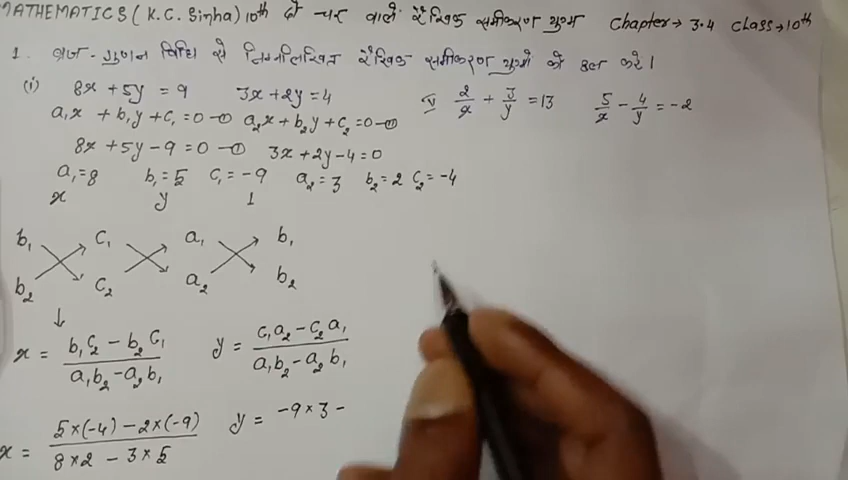 MATHEMATICS (K.C. Sinha) 10th दो चर वाले रैखिक समीकरण युग्म Chapter → 3.4 Class → 10th
1. वज्र-गुणन विधि से निम्नलिखित रैखिक समीकरण युग्मों को हल करें।
(i) 8x + 5y = 9 3x + 2y = 4 V 2/x + 3/y = 13 5/x - 4/y = -2
a₁x + b₁y + c₁ = 0 - ① a₂x + b₂y + c₂ = 0 - ⑪
8x + 5y - 9 = 0 - ① 3x + 2y - 4 = 0
a₁ = 8 b₁ = 5 c₁ = -9 a₂ = 3 b₂ = 2 c₂ = -4
x y 1
b₁ c₁ a₁ b₁
b₂ c₂ a₂ b₂
↓
x = (b₁c₂ - b₂c₁)/(a₁b₂ - a₂b₁) y = (c₁a₂ - c₂a₁)/(a₁b₂ - a₂b₁)
x = (5×(-4) - 2×(-9))/(8×2 - 3×5) y = -9×3 -